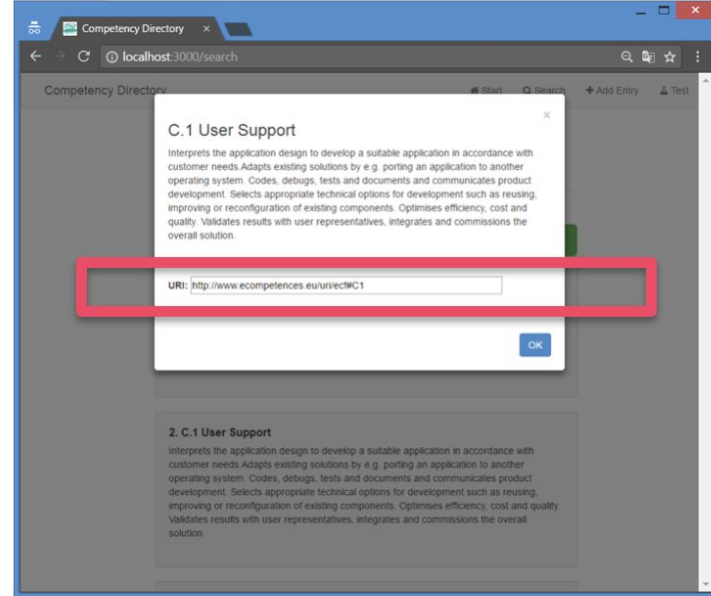 Competency Directory
localhost:3000/search
Competency Directory Start Search Add Entry Test
C.1 User Support
Interprets the application design to develop a suitable application in accordance with
customer needs.Adapts existing solutions by e.g. porting an application to another
operating system. Codes, debugs, tests and documents and communicates product
development. Selects appropriate technical options for development such as reusing,
improving or reconfiguration of existing components. Optimises efficiency, cost and
quality. Validates results with user representatives, integrates and commissions the
overall solution.
URI: http://www.ecompetences.eu/uri/ecf#C1
OK
2. C.1 User Support
Interprets the application design to develop a suitable application in accordance with
customer needs.Adapts existing solutions by e.g. porting an application to another
operating system. Codes, debugs, tests and documents and communicates product
development. Selects appropriate technical options for development such as reusing,
improving or reconfiguration of existing components. Optimises efficiency, cost and quality.
Validates results with user representatives, integrates and commissions the overall
solution.